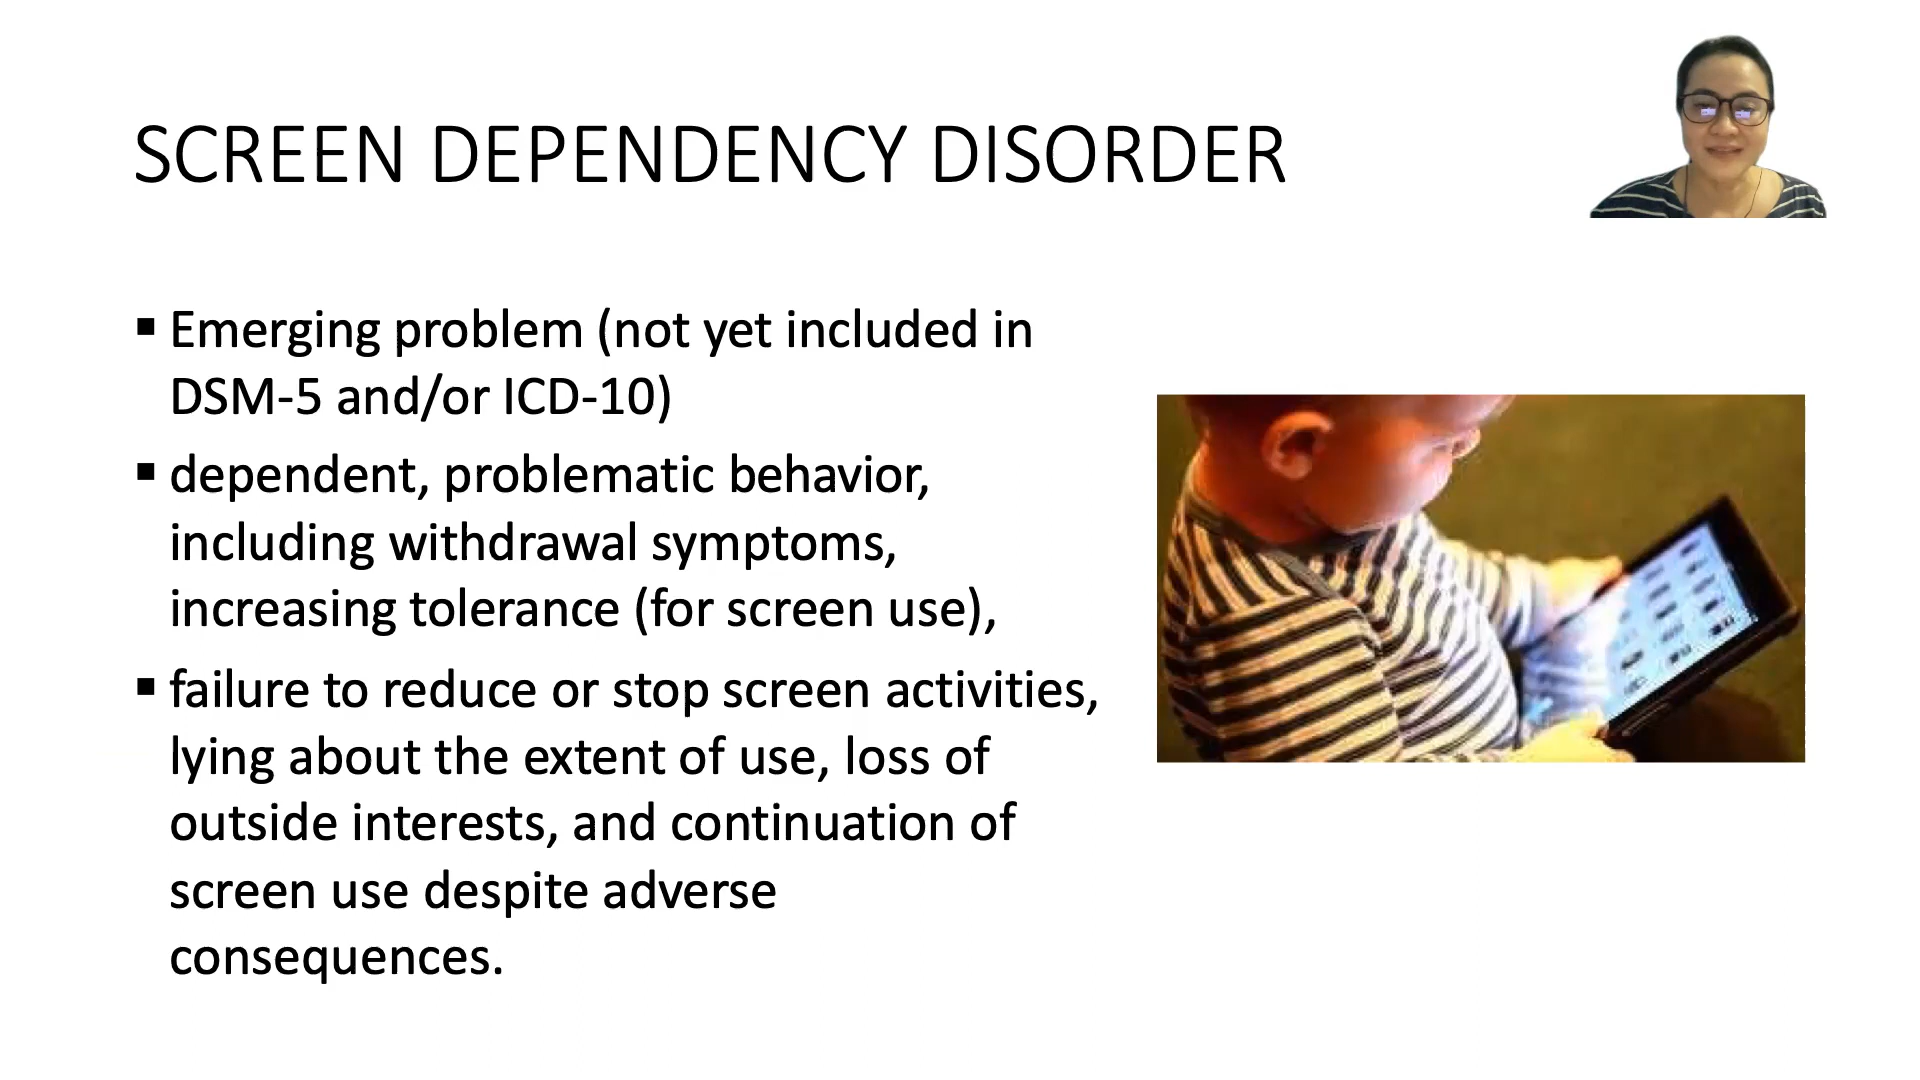 SCREEN DEPENDENCY DISORDER
▪ Emerging problem (not yet included in
DSM-5 and/or ICD-10)
▪ dependent, problematic behavior,
including withdrawal symptoms,
increasing tolerance (for screen use),
▪ failure to reduce or stop screen activities,
lying about the extent of use, loss of
outside interests, and continuation of
screen use despite adverse
consequences.